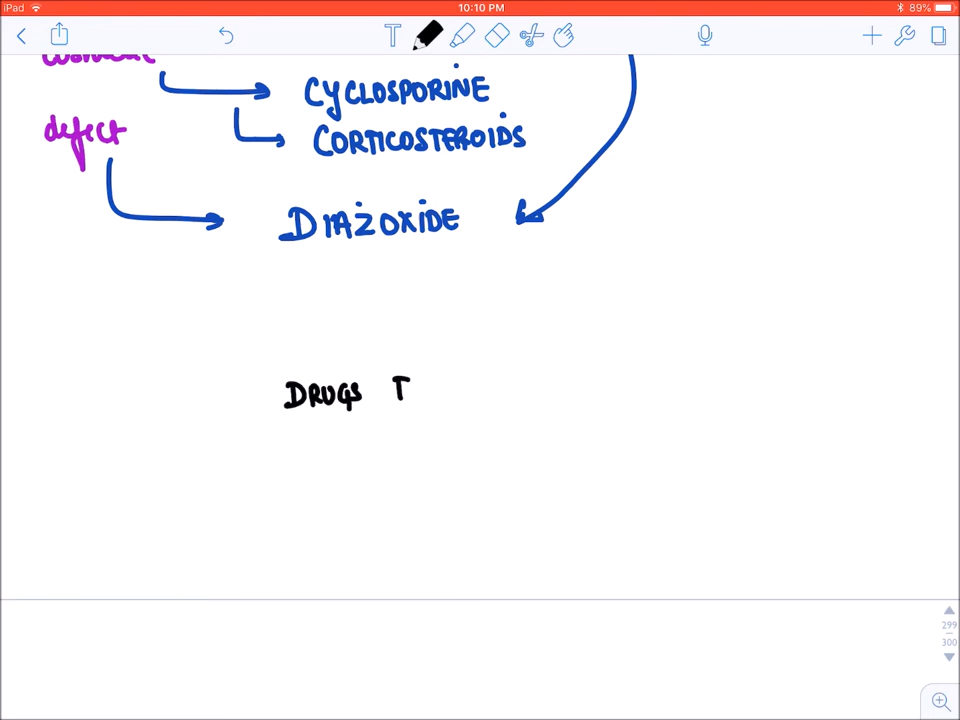 iPad 10:10 PM 89%
T
CYCLOSPORINE
defect
CORTICOSTEROIDS
DIAZOXIDE
DRUGS T
299
300